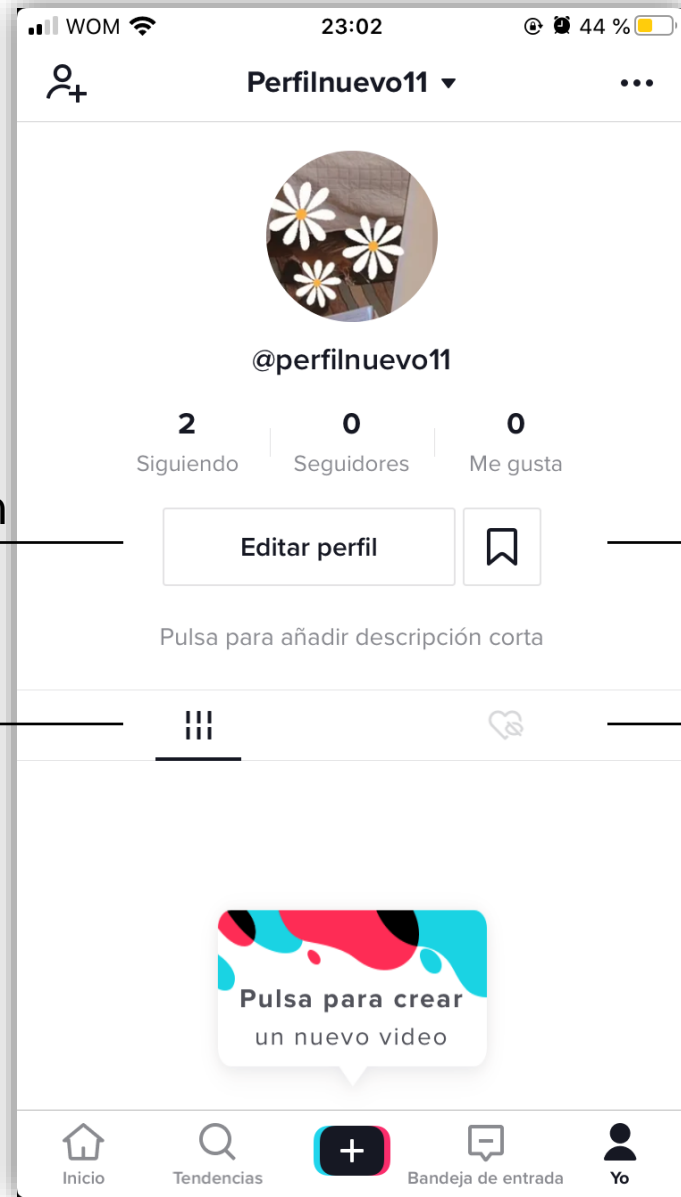 WOM 23:02 44 %
Perfilnuevo11
@perfilnuevo11
2 0 0
Siguiendo Seguidores Me gusta
Editar perfil
Pulsa para añadir descripción corta
Pulsa para crear
un nuevo video
Inicio Tendencias Bandeja de entrada Yo